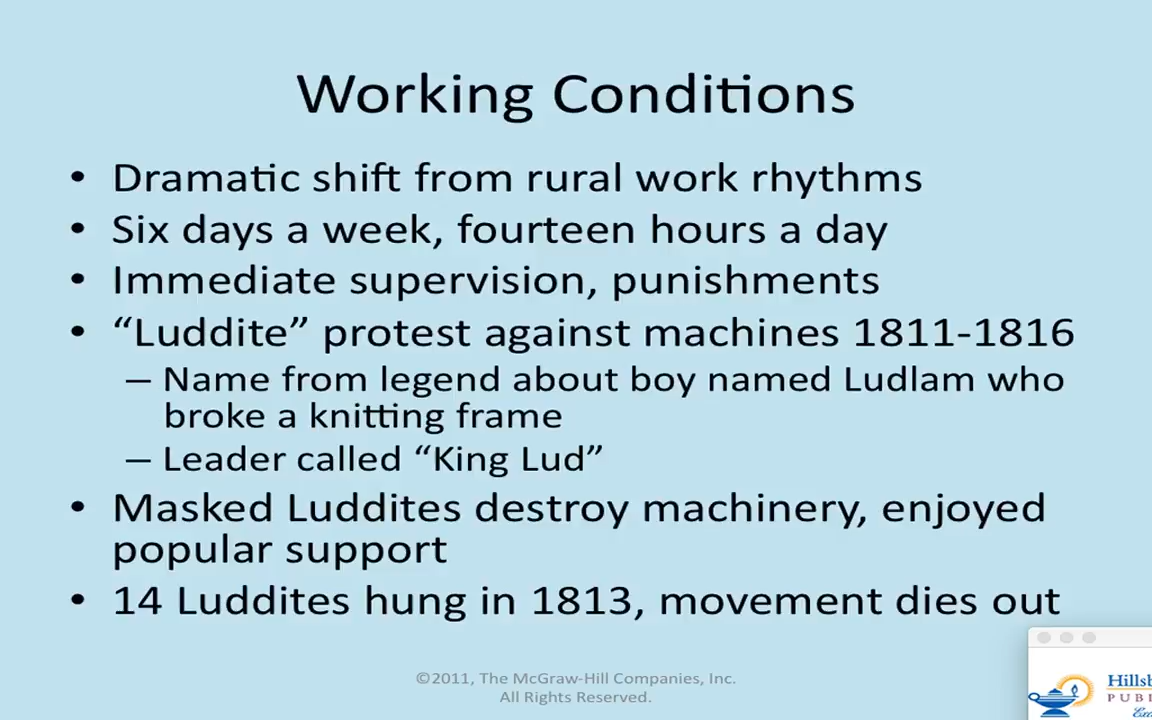 Working Conditions
• Dramatic shift from rural work rhythms
• Six days a week, fourteen hours a day
• Immediate supervision, punishments
• “Luddite” protest against machines 1811-1816
– Name from legend about boy named Ludlam who
broke a knitting frame
– Leader called “King Lud”
• Masked Luddites destroy machinery, enjoyed
popular support
• 14 Luddites hung in 1813, movement dies out
©2011, The McGraw-Hill Companies, Inc.
All Rights Reserved.